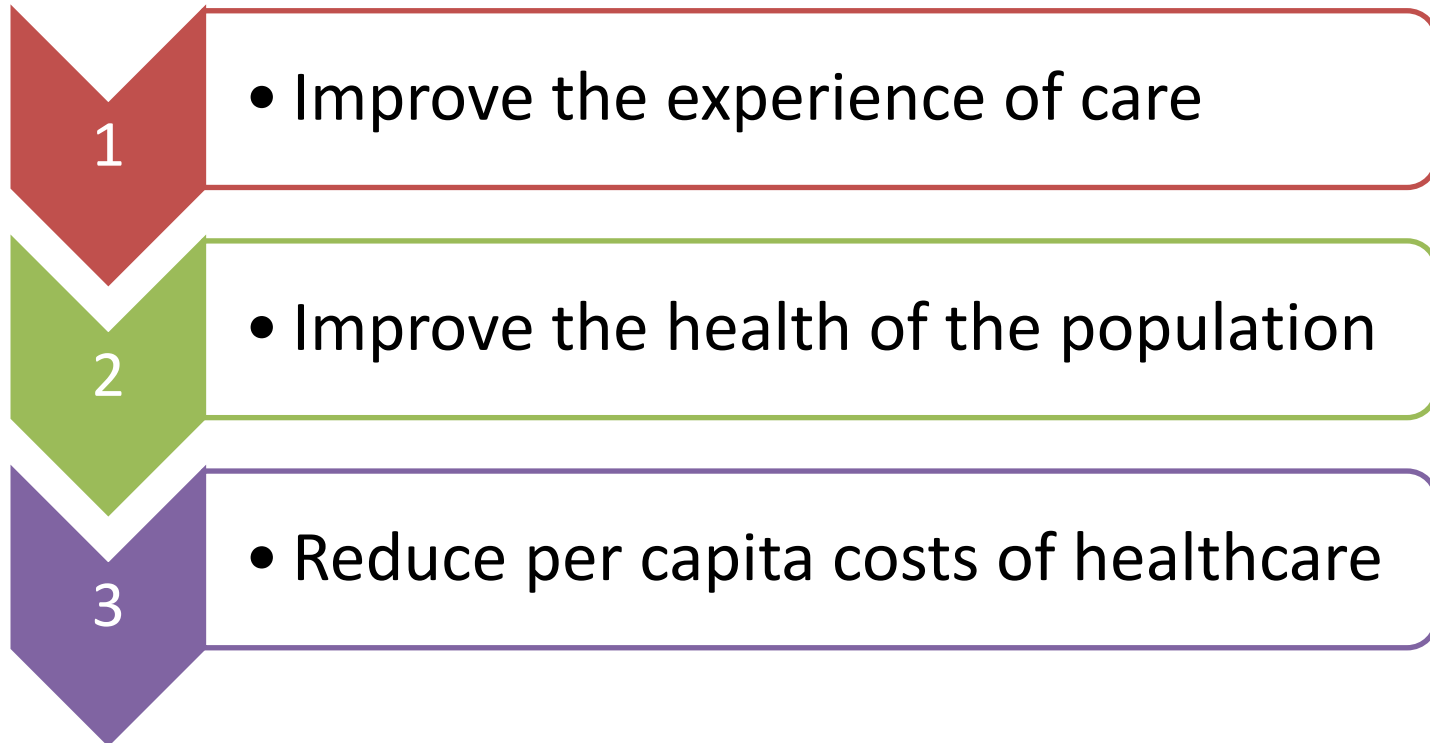 1
• Improve the experience of care
2
• Improve the health of the population
3
• Reduce per capita costs of healthcare